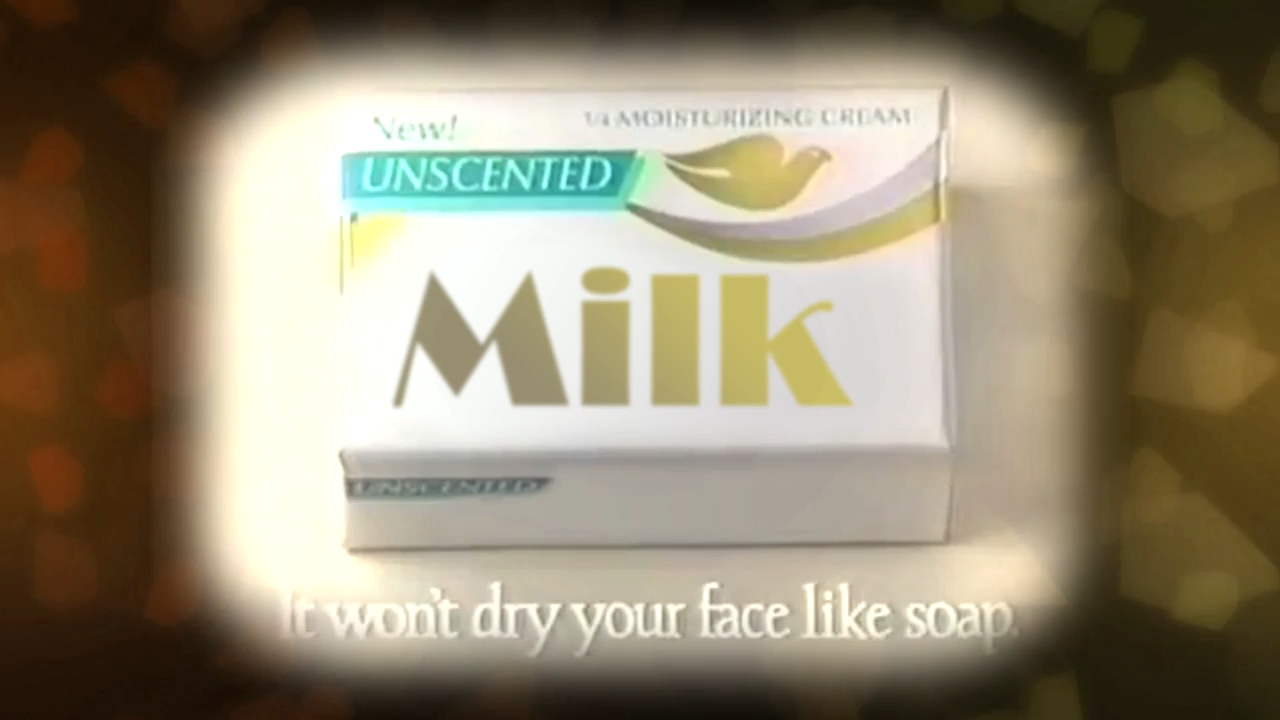 New!
1/4 MOISTURIZING CREAM
UNSCENTED
Milk
UNSCENTED
It won't dry your face like soap.